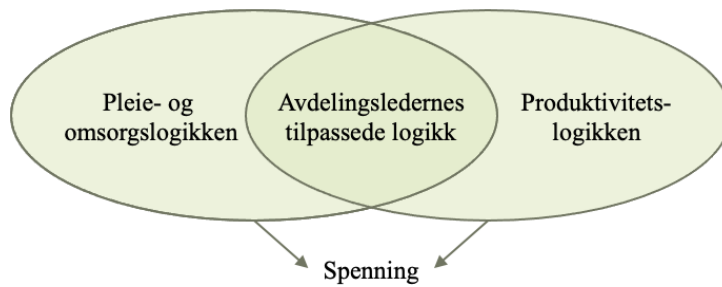 Pleie- og
omsorgslogikken
Avdelingsledernes
tilpassede logikk
Produktivitets-
logikken
Spenning